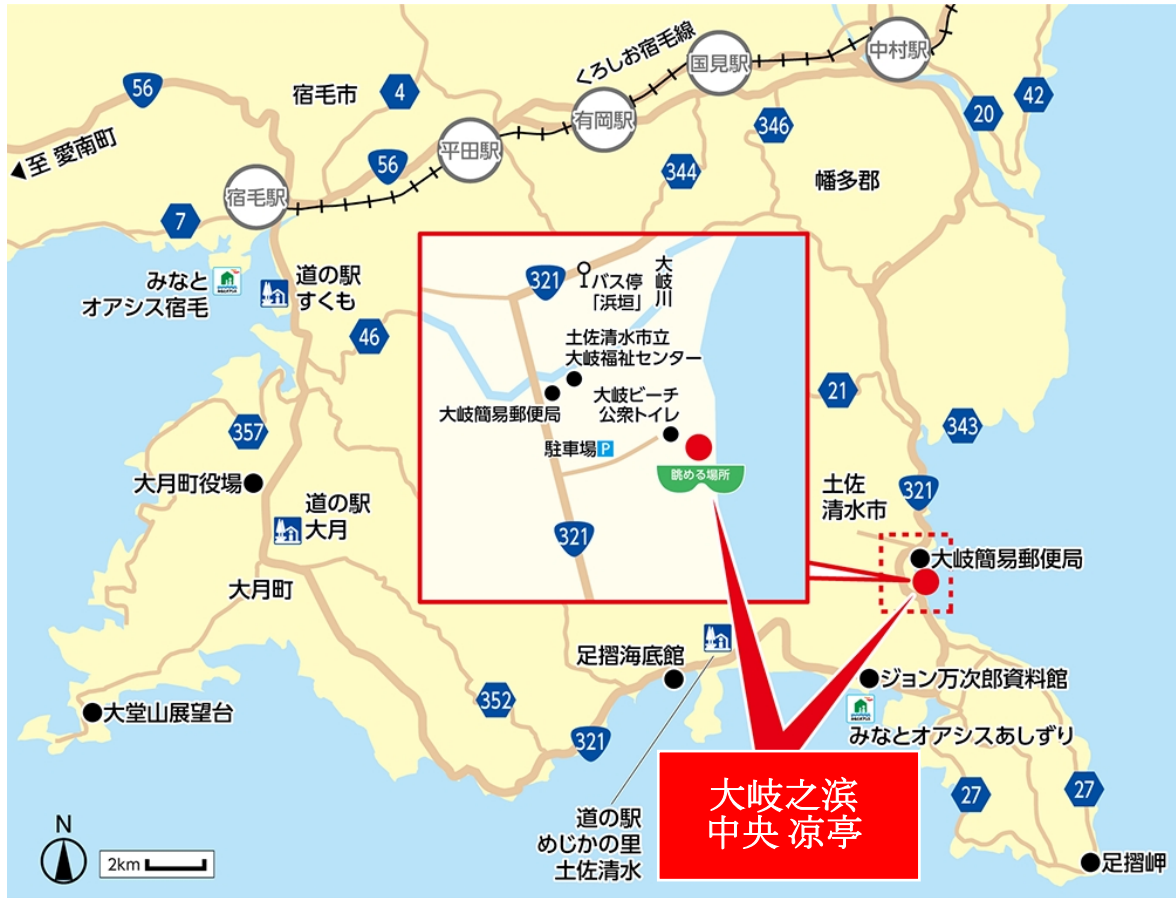 中村駅
くろしお宿毛線
国見駅
56
宿毛市
4
有岡駅
346
20
42
平田駅
至 愛南町
56
344
幡多郡
宿毛駅
7
みなと
オアシス宿毛
道の駅
すくも
46
321
バス停
「浜垣」
大岐川
土佐清水市立
大岐福祉センター
大岐簡易郵便局
大岐ビーチ
公衆トイレ
駐車場 P
眺める場所
321
21
343
357
大月町役場
道の駅
大月
大月町
土佐
清水市
321
大岐簡易郵便局
足摺海底館
ジョン万次郎資料館
みなとオアシスあしずり
352
大堂山展望台
321
27
27
足摺岬
道の駅
めじかの里
土佐清水
大岐之滨
中央 凉亭
N
2km